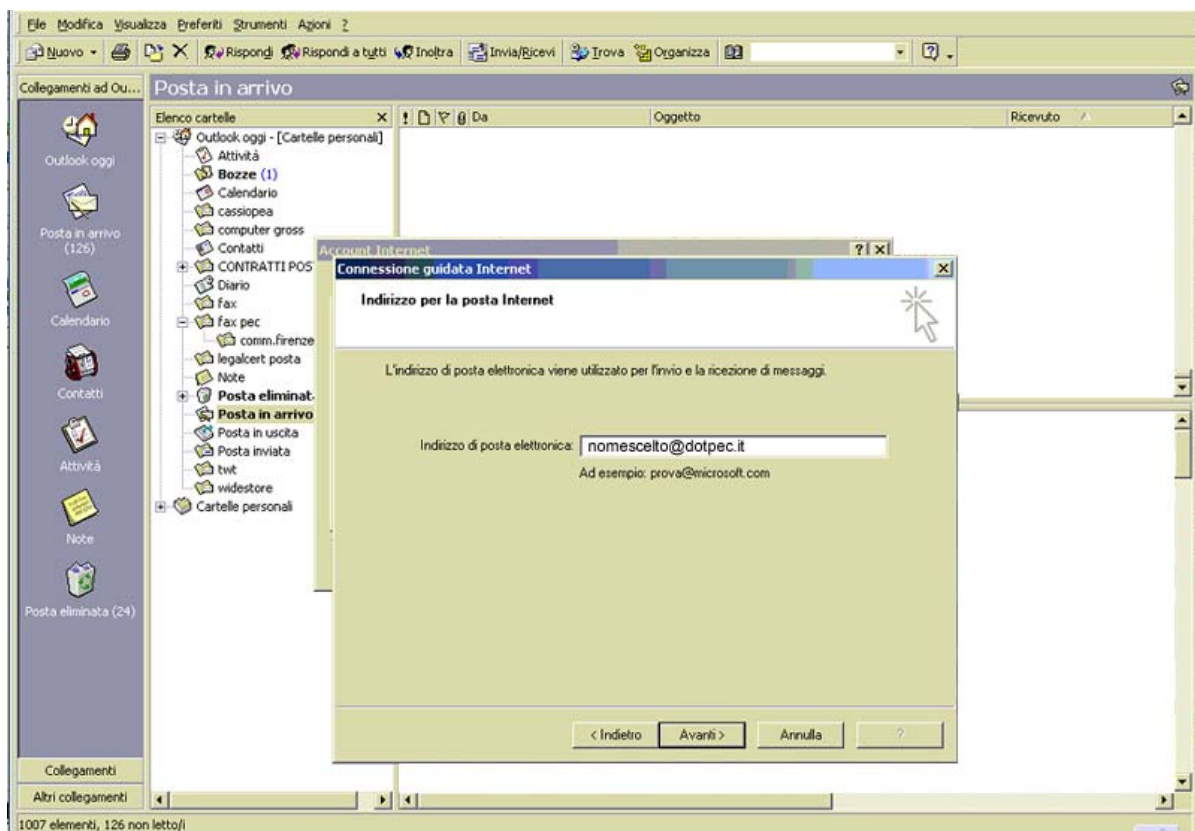 File Modifica Visualizza Preferiti Strumenti Azioni ?
Nuovo Rispondi Rispondi a tutti Inoltra Invia/Ricevi Trova Organizza
Collegamenti ad Ou... Posta in arrivo
Elenco cartelle Da Oggetto Ricevuto
Outlook oggi
Posta in arrivo
(126)
Calendario
Contatti
Attività
Note
Posta eliminata (24)
Collegamenti
Altri collegamenti
Outlook oggi - [Cartelle personali]
Attività
Bozze (1)
Calendario
cassiopea
computer gross
Contatti
CONTRATTI POS
Diario
fax
fax pec
comm.firenze
legalcert posta
Note
Posta eliminat
Posta in arrivo
Posta in uscita
Posta inviata
twt
widestore
Cartelle personali
Account Internet
Connessione guidata Internet
Indirizzo per la posta Internet
L'indirizzo di posta elettronica viene utilizzato per l'invio e la ricezione di messaggi.
Indirizzo di posta elettronica: nomescelto@dotpec.it
Ad esempio: prova@microsoft.com
< Indietro Avanti > Annulla ?
1007 elementi, 126 non letto/i